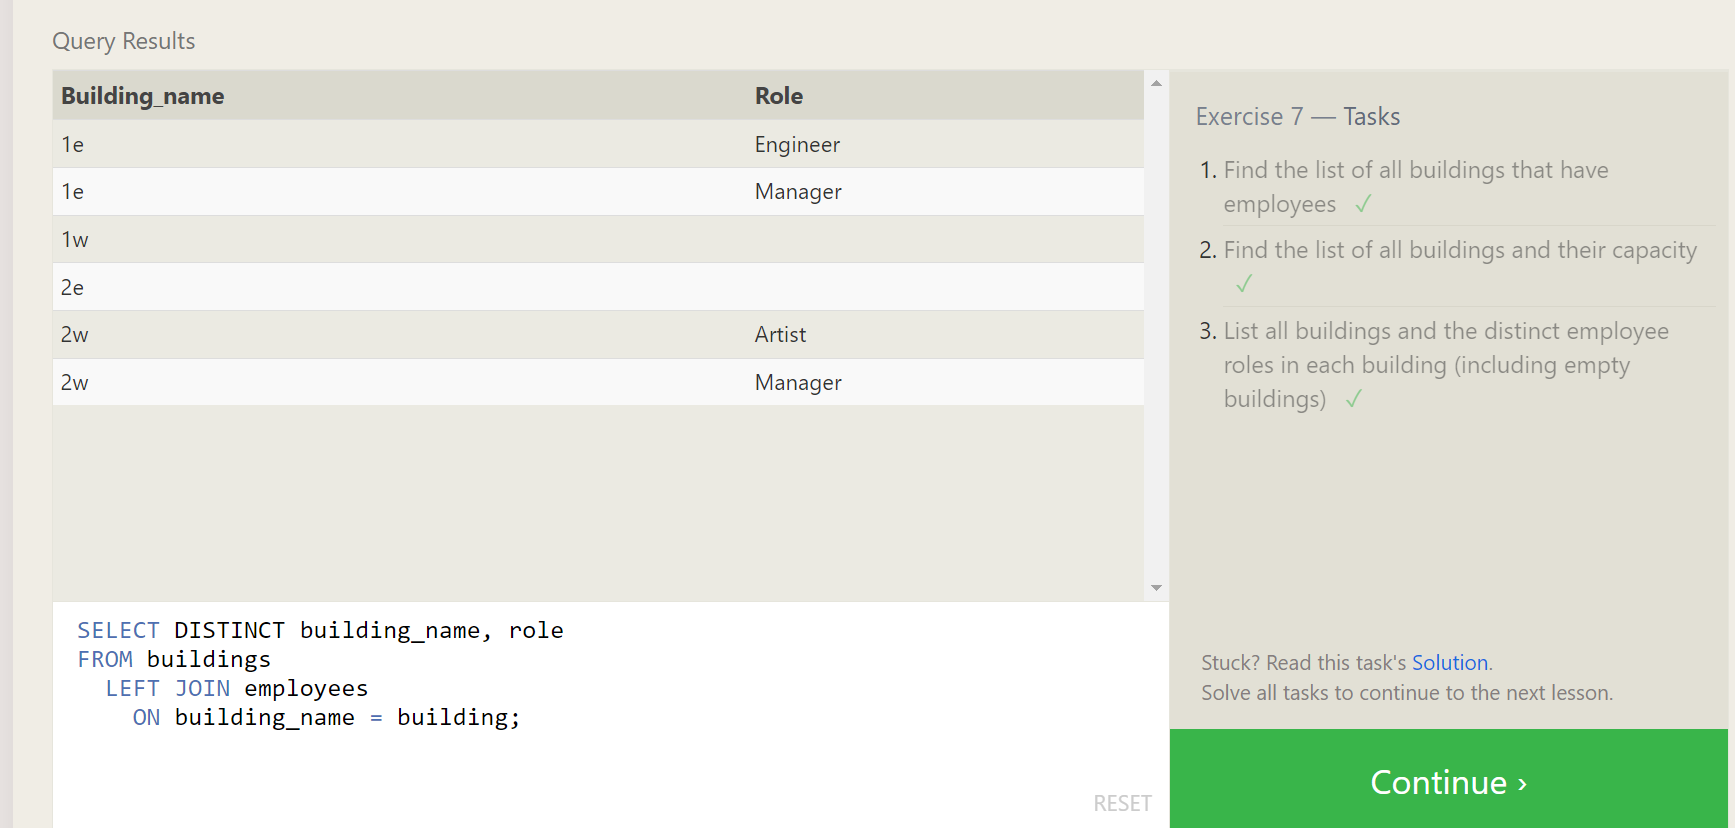 Query Results
Building_name Role
1e Engineer
1e Manager
1w
2e
2w Artist
2w Manager
SELECT DISTINCT building_name, role
FROM buildings
LEFT JOIN employees
ON building_name = building;
RESET
Exercise 7 — Tasks
1. Find the list of all buildings that have
employees ✓
2. Find the list of all buildings and their capacity
✓
3. List all buildings and the distinct employee
roles in each building (including empty
buildings) ✓
Stuck? Read this task's Solution.
Solve all tasks to continue to the next lesson.
Continue ›